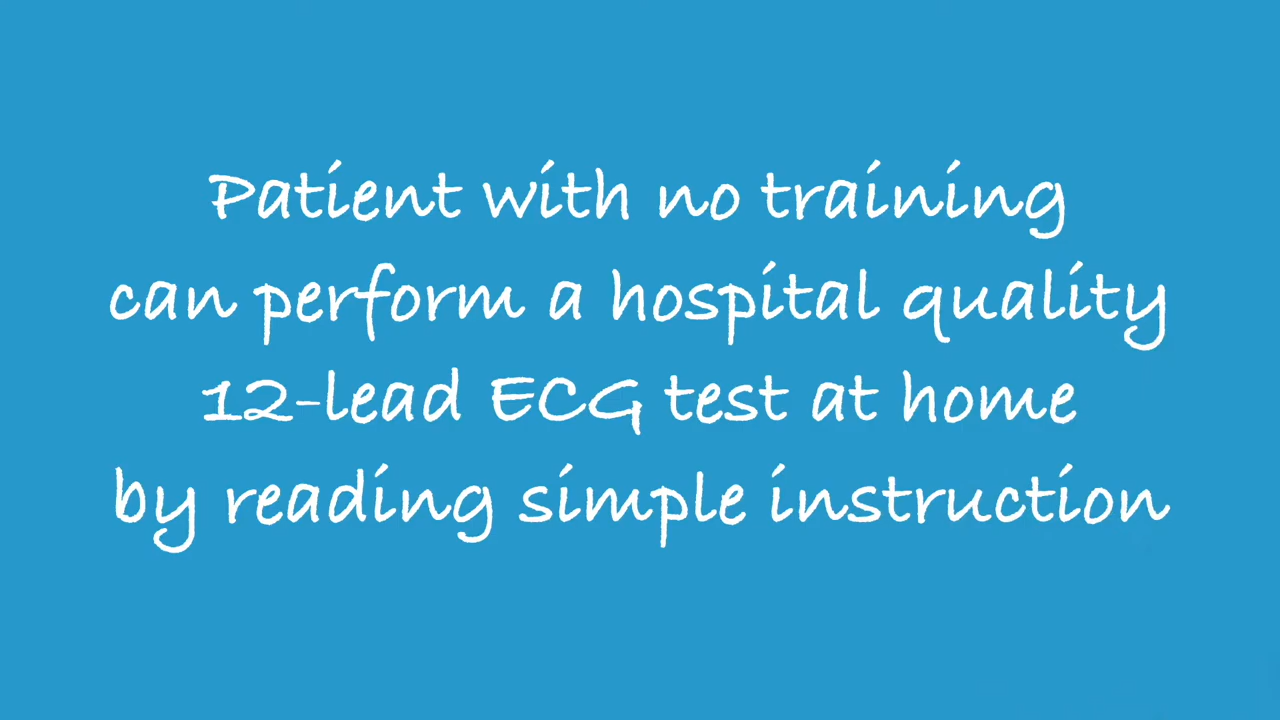 Patient with no training
can perform a hospital quality
12-lead ECG test at home
by reading simple instruction